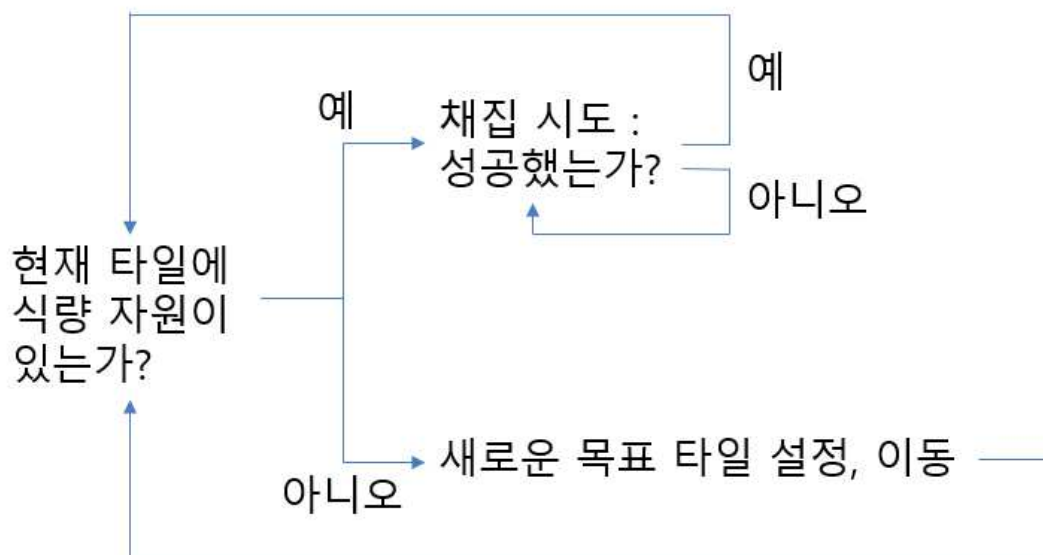 예
예
채집 시도 :
성공했는가?
아니오
현재 타일에
식량 자원이
있는가?
새로운 목표 타일 설정, 이동
아니오